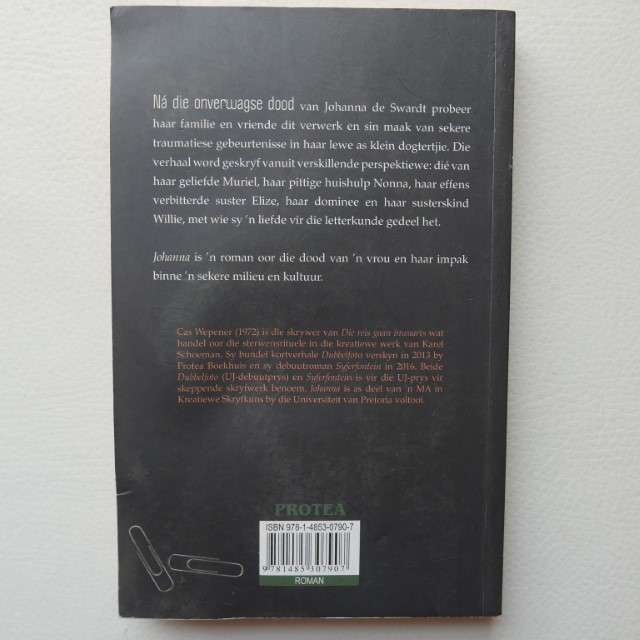 Ná die onverwagse dood van Johanna de Swardt probeer
haar familie en vriende dit verwerk en sin maak van sekere
traumatiese gebeurtenisse in haar lewe as klein dogtertjie. Die
verhaal word geskryf vanuit verskillende perspektiewe: dié van
haar geliefde Muriel, haar pittige huishulp Nonna, haar effens
verbitterde suster Elize, haar dominee en haar susterskind
Willie, met wie sy 'n liefde vir die letterkunde gedeel het.
Johanna is 'n roman oor die dood van 'n vrou en haar impak
binne 'n sekere milieu en kultuur.
Cas Wepener (1972) is die skrywer van Die reis gaan inwaarts wat
handel oor die sterwenskuns in die kreatiewe werk van Karel
Schoeman. Sy bundel kortverhale Dubbelfoto verskyn in 2013 by
Protea Boekhuis en sy debuutroman Syferfontein in 2016. Beide
Dubbelfoto (UJ-debuutprys) en Syferfontein is vir die UJ-prys vir
skeppende skryfwerk benoem. Johanna is as deel van 'n MA in
Kreatiewe Skryfkuns by die Universiteit van Pretoria voltooi.
PROTEA
ISBN 978-1-4853-0790-7
9 781485 307907
ROMAN